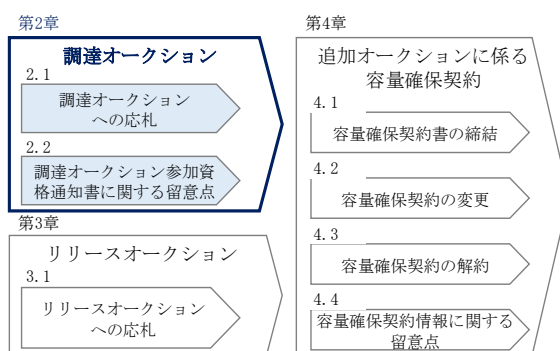 第2章
調達オークション
2.1
調達オークション
への応札
2.2
調達オークション参加資
格通知書に関する留意点
第3章
リリースオークション
3.1
リリースオークション
への応札
第4章
追加オークションに係る
容量確保契約
4.1
容量確保契約書の締結
4.2
容量確保契約の変更
4.3
容量確保契約の解約
4.4
容量確保契約情報に関する
留意点